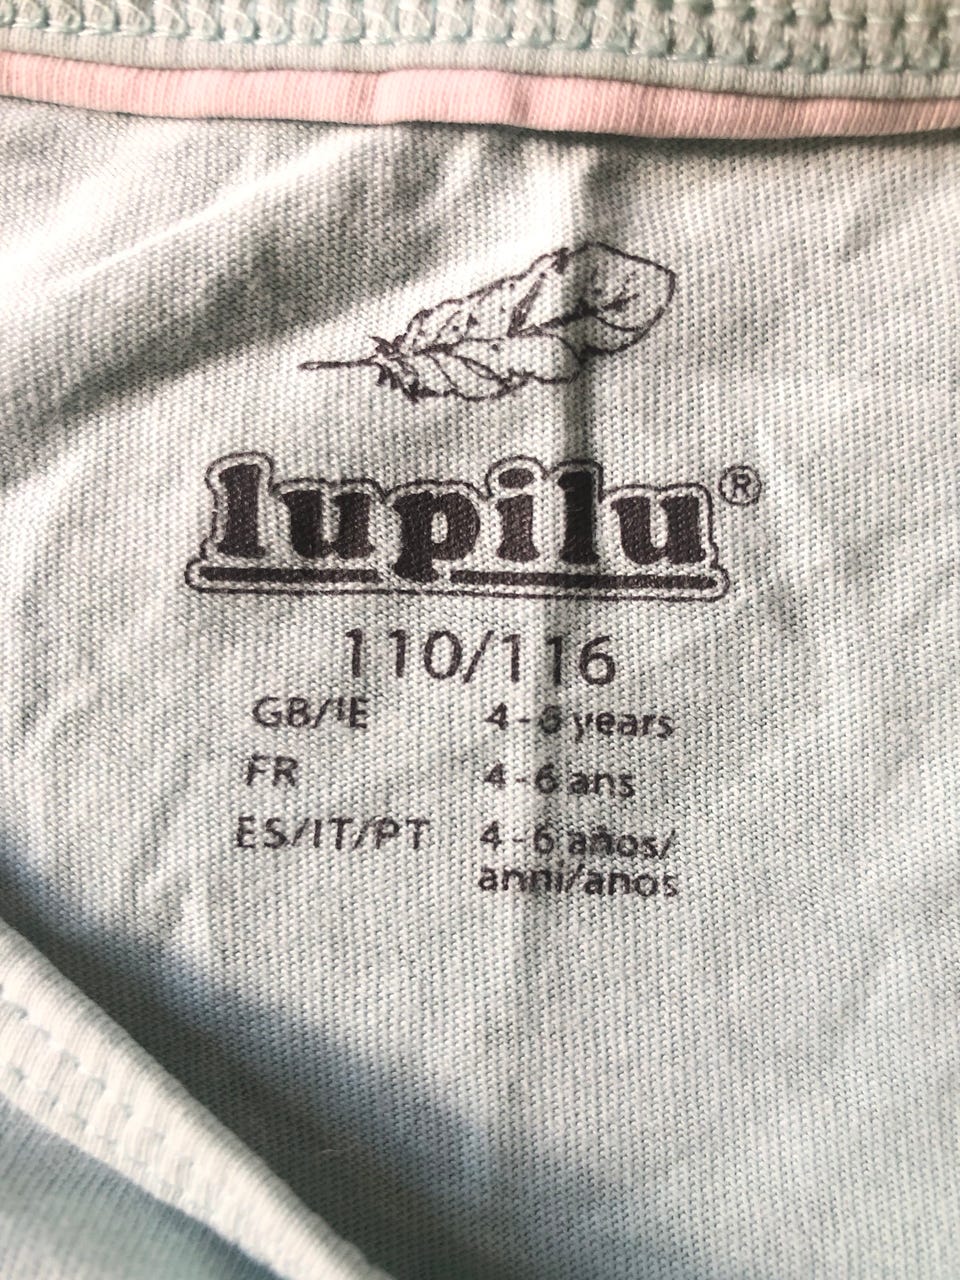 lupilu®
110/116
GB/IE 4-6 years
FR 4-6 ans
ES/IT/PT 4-6 años/
anni/anos